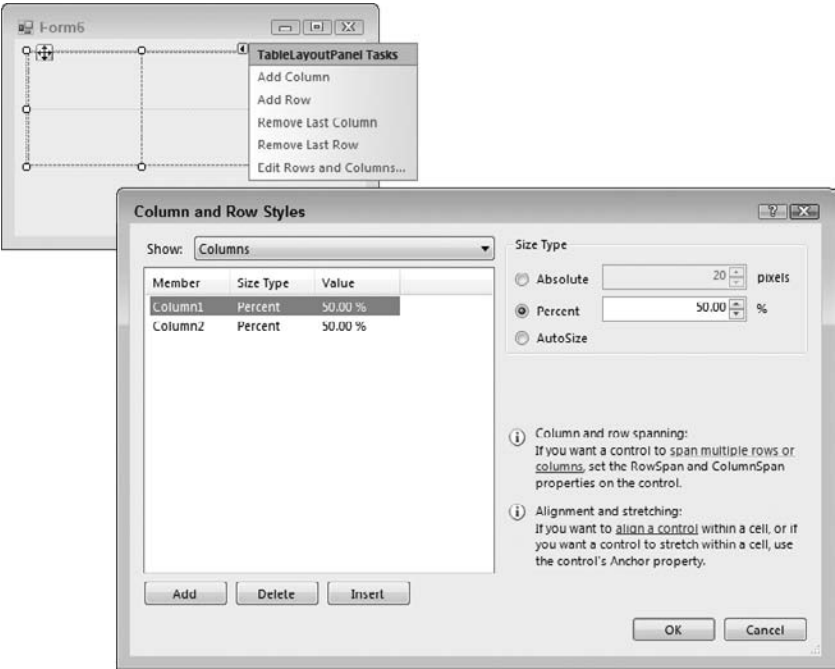 Form6
TableLayoutPanel Tasks
Add Column
Add Row
Remove Last Column
Remove Last Row
Edit Rows and Columns...
Column and Row Styles
Show: Columns
Member Size Type Value
Column1 Percent 50.00 %
Column2 Percent 50.00 %
Add Delete Insert
Size Type
Absolute 20 pixels
Percent 50.00 %
AutoSize
Column and row spanning:
If you want a control to span multiple rows or
columns, set the RowSpan and ColumnSpan
properties on the control.
Alignment and stretching:
If you want to align a control within a cell, or if
you want a control to stretch within a cell, use
the control's Anchor property.
OK Cancel